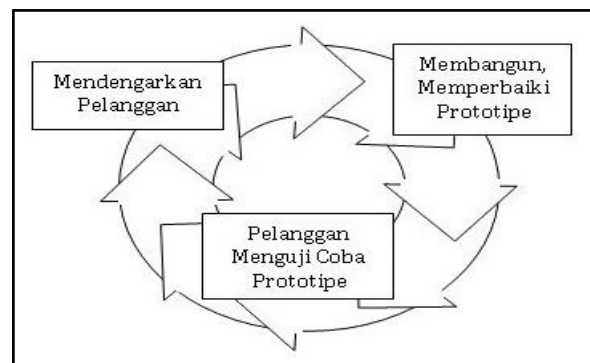 Mendengarkan
Pelanggan
Membangun,
Memperbaiki
Prototipe
Pelanggan
Menguji Coba
Prototipe